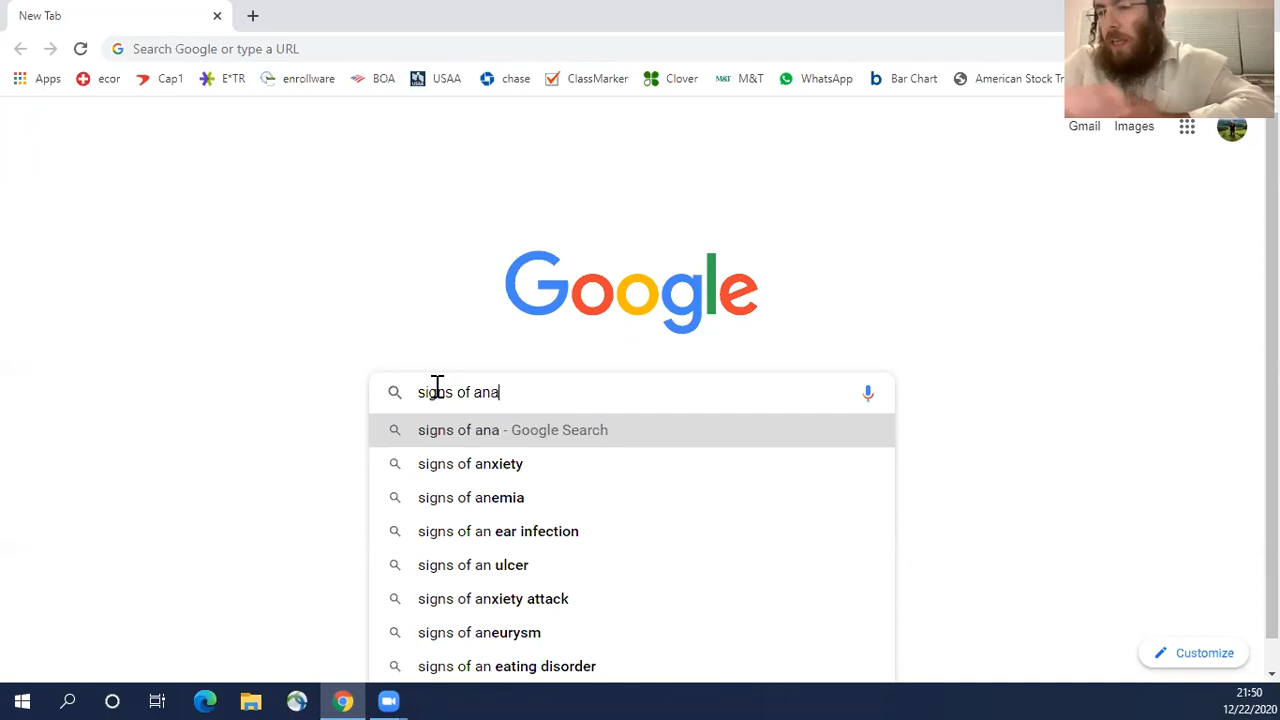 New Tab
Search Google or type a URL
Apps ecor Cap1 E*TR enrollware BOA USAA chase ClassMarker Clover M&T M&T WhatsApp b Bar Chart American Stock Tr
Gmail Images
Google
signs of ana
signs of ana - Google Search
signs of anxiety
signs of anemia
signs of an ear infection
signs of an ulcer
signs of anxiety attack
signs of aneurysm
signs of an eating disorder
Customize
21:50
12/22/2020